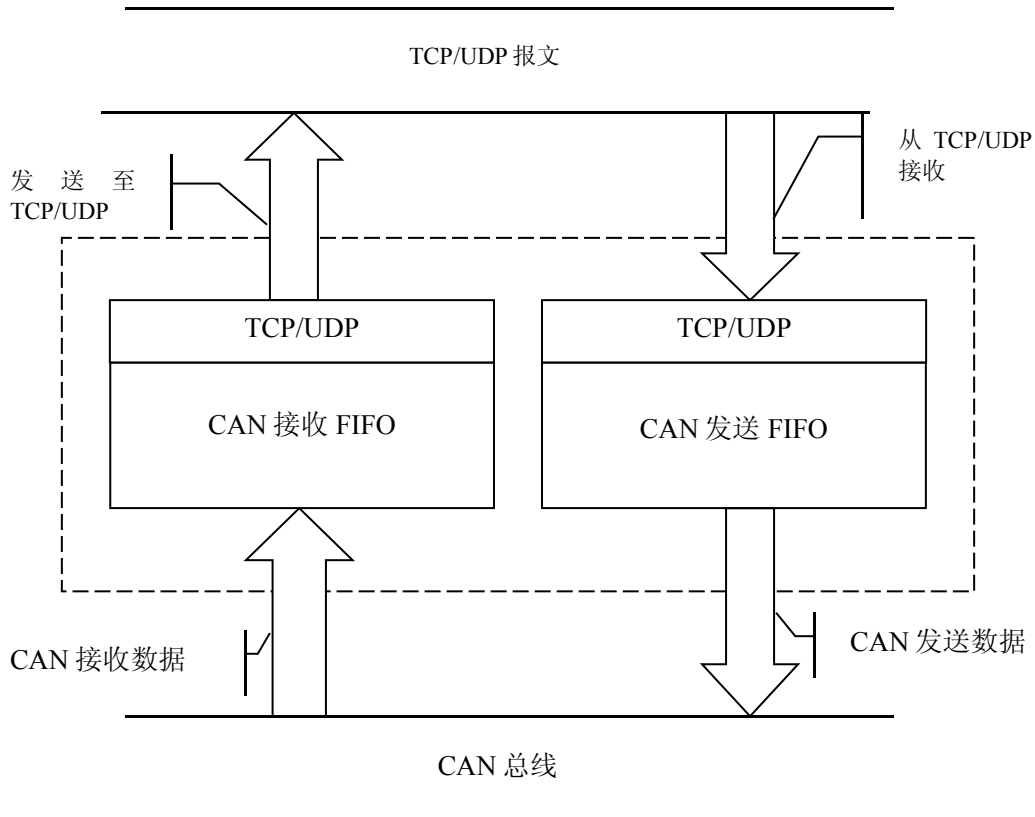 TCP/UDP 报文
发 送 至
TCP/UDP
从 TCP/UDP
接收
TCP/UDP
CAN 接收 FIFO
TCP/UDP
CAN 发送 FIFO
CAN 接收数据
CAN 发送数据
CAN 总线